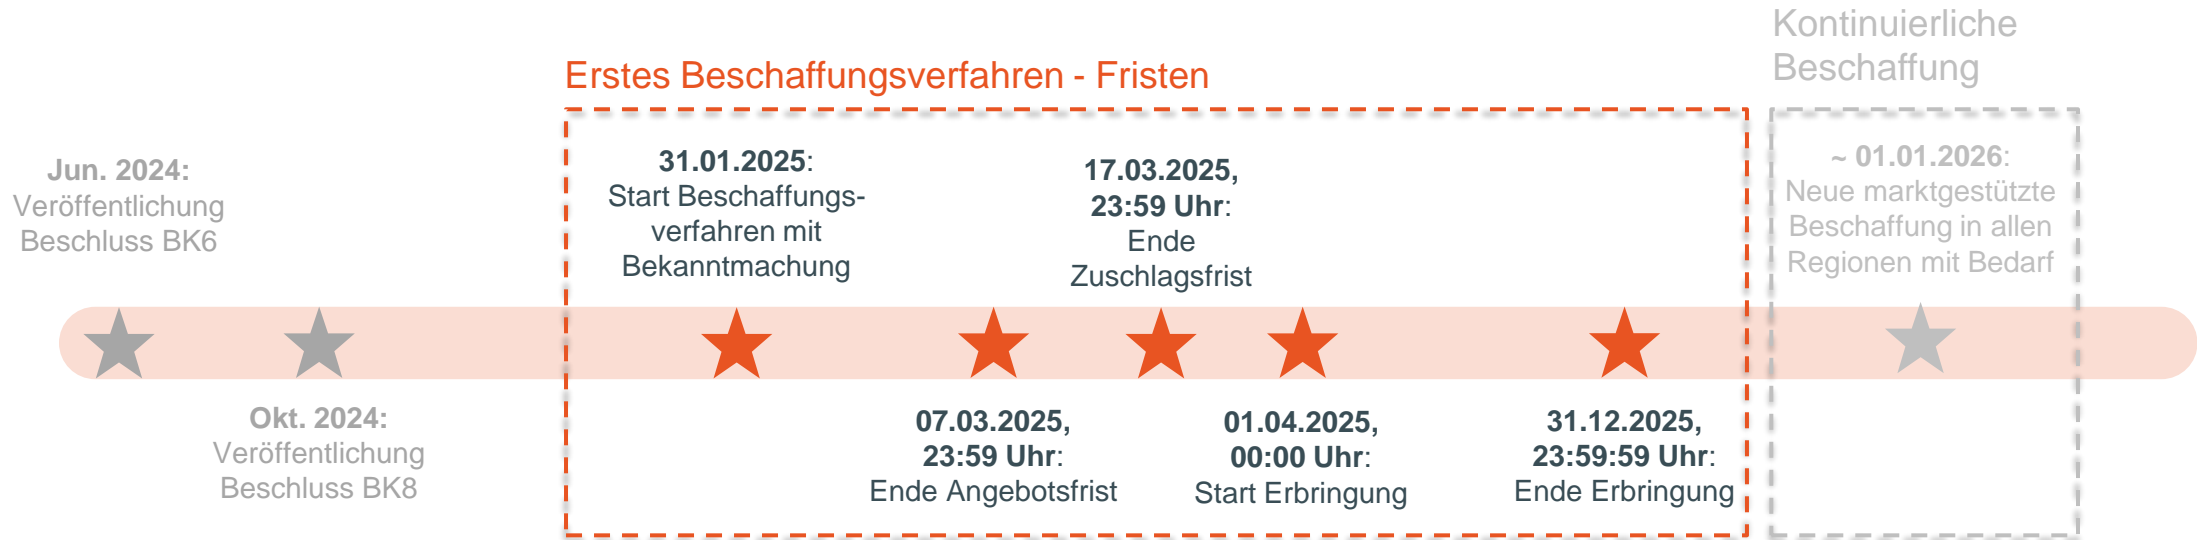 Kontinuierliche
Beschaffung
Erstes Beschaffungsverfahren - Fristen
Jun. 2024:
Veröffentlichung
Beschluss BK6
Okt. 2024:
Veröffentlichung
Beschluss BK8
31.01.2025:
Start Beschaffungs-
verfahren mit
Bekanntmachung
07.03.2025,
23:59 Uhr:
Ende Angebotsfrist
17.03.2025,
23:59 Uhr:
Ende
Zuschlagsfrist
01.04.2025,
00:00 Uhr:
Start Erbringung
31.12.2025,
23:59:59 Uhr:
Ende Erbringung
~ 01.01.2026:
Neue marktgestützte
Beschaffung in allen
Regionen mit Bedarf